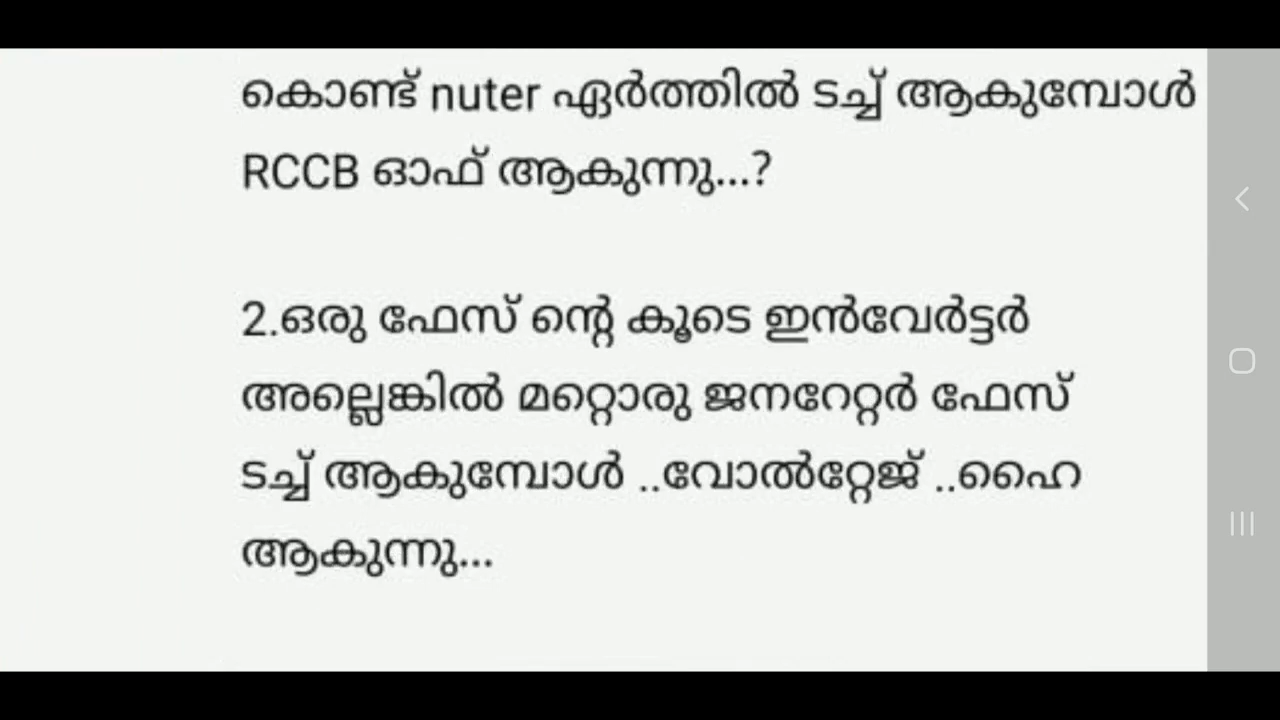 കൊണ്ട് nuter ഏർത്തിൽ ടച്ച് ആകുമ്പോൾ
RCCB ഓഫ് ആകുന്നു...?
2.ഒരു ഫേസ് ന്റെ കൂടെ ഇൻവേർട്ടർ
അല്ലെങ്കിൽ മറ്റൊരു ജനറേറ്റർ ഫേസ്
ടച്ച് ആകുമ്പോൾ ..വോൽറ്റേജ് ..ഹൈ
ആകുന്നു...